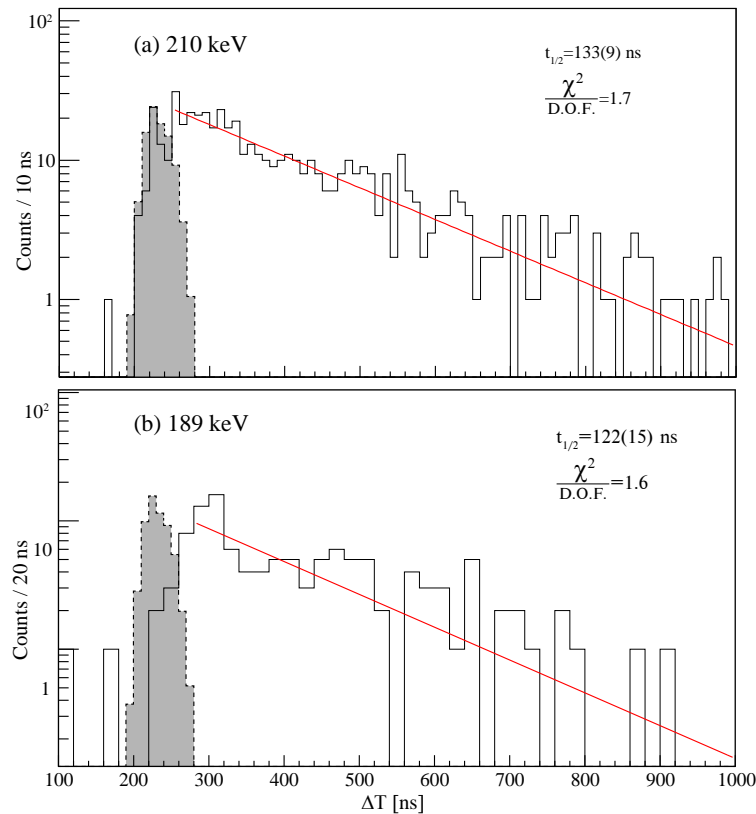 10²
(a) 210 keV
t₁/₂=133(9) ns
χ²
D.O.F. =1.7
Counts / 10 ns
10
1
10²
(b) 189 keV
t₁/₂=122(15) ns
χ²
D.O.F. =1.6
Counts / 20 ns
10
1
100 200 300 400 500 600 700 800 900 1000
ΔT [ns]